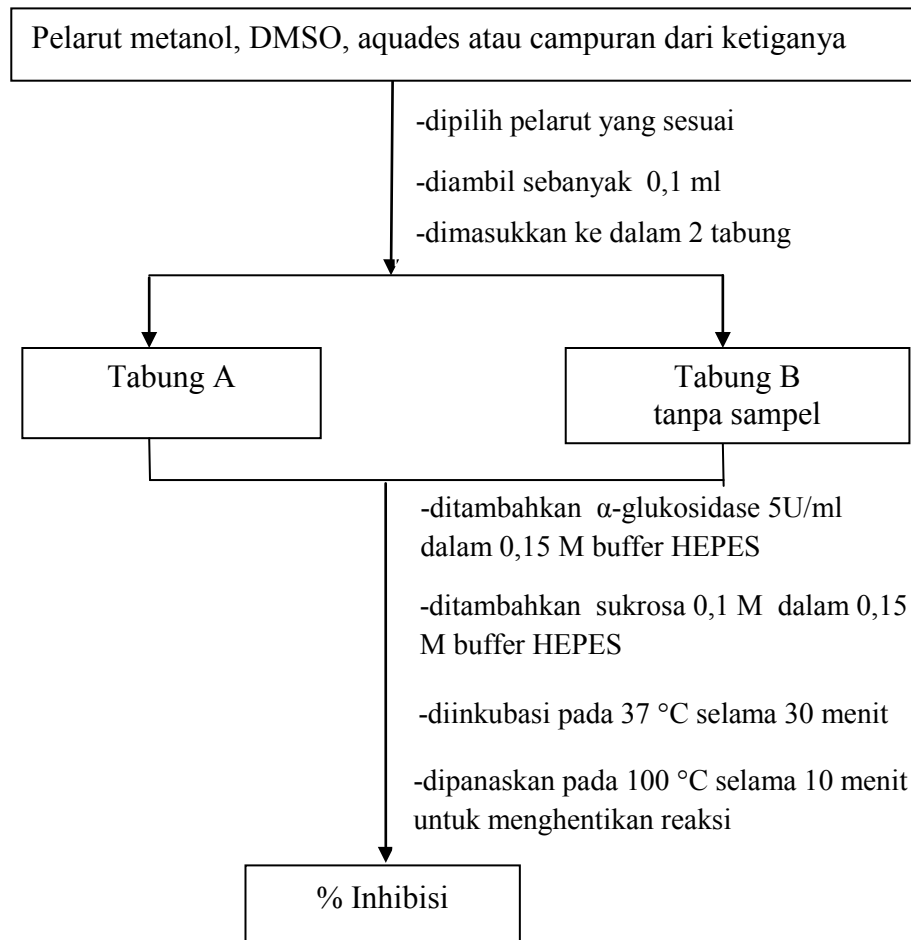 Pelarut metanol, DMSO, aquades atau campuran dari ketiganya
-dipilih pelarut yang sesuai
-diambil sebanyak 0,1 ml
-dimasukkan ke dalam 2 tabung
Tabung A
Tabung B
tanpa sampel
-ditambahkan α-glukosidase 5U/ml
dalam 0,15 M buffer HEPES
-ditambahkan sukrosa 0,1 M dalam 0,15
M buffer HEPES
-diinkubasi pada 37 °C selama 30 menit
-dipanaskan pada 100 °C selama 10 menit
untuk menghentikan reaksi
% Inhibisi